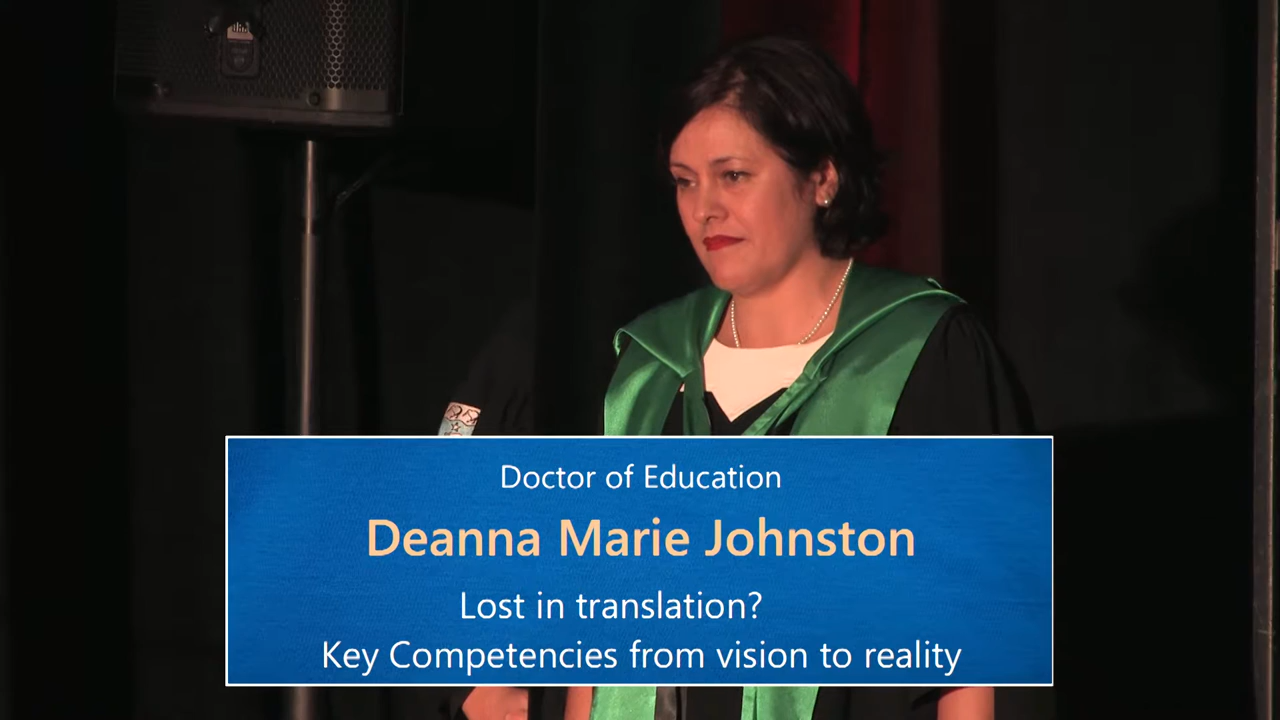 Doctor of Education
Deanna Marie Johnston
Lost in translation?
Key Competencies from vision to reality